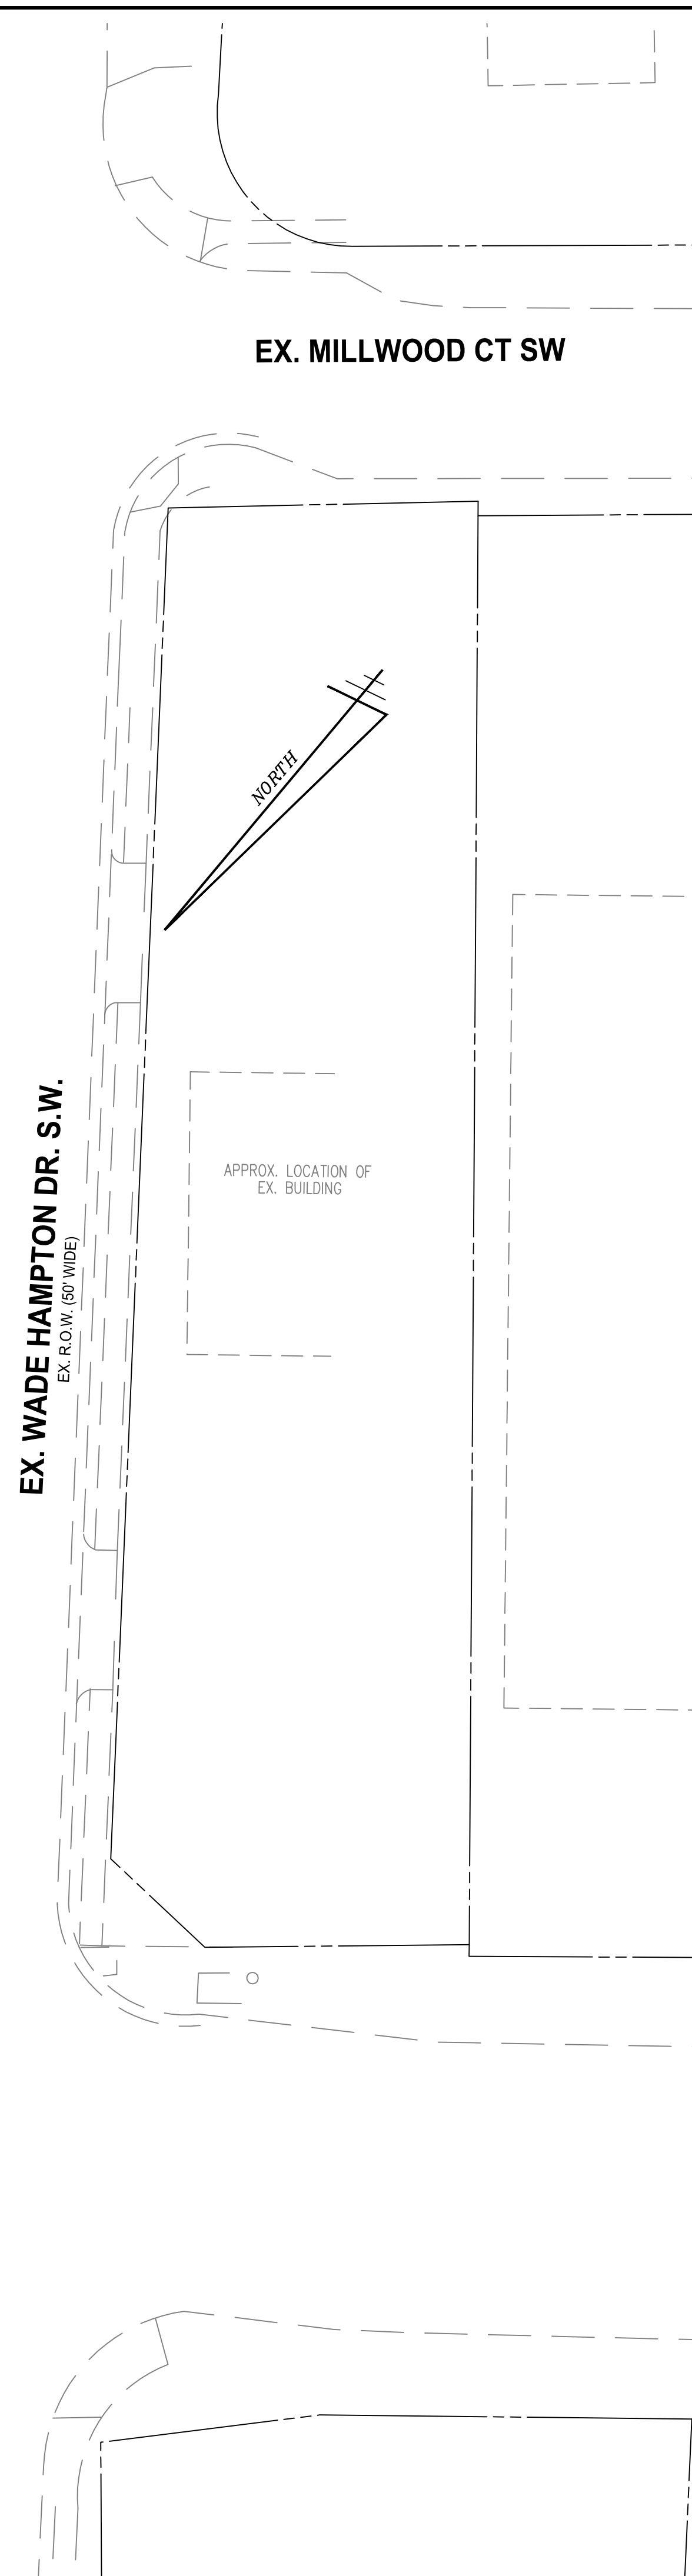 EX. MILLWOOD CT SW
NORTH
EX. WADE HAMPTON DR. S.W.
EX. R.O.W. (50' WIDE)
APPROX. LOCATION OF
EX. BUILDING